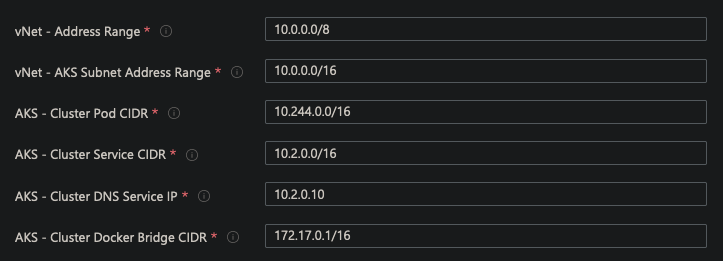 vNet - Address Range * 10.0.0.0/8
vNet - AKS Subnet Address Range * 10.0.0.0/16
AKS - Cluster Pod CIDR * 10.244.0.0/16
AKS - Cluster Service CIDR * 10.2.0.0/16
AKS - Cluster DNS Service IP * 10.2.0.10
AKS - Cluster Docker Bridge CIDR * 172.17.0.1/16